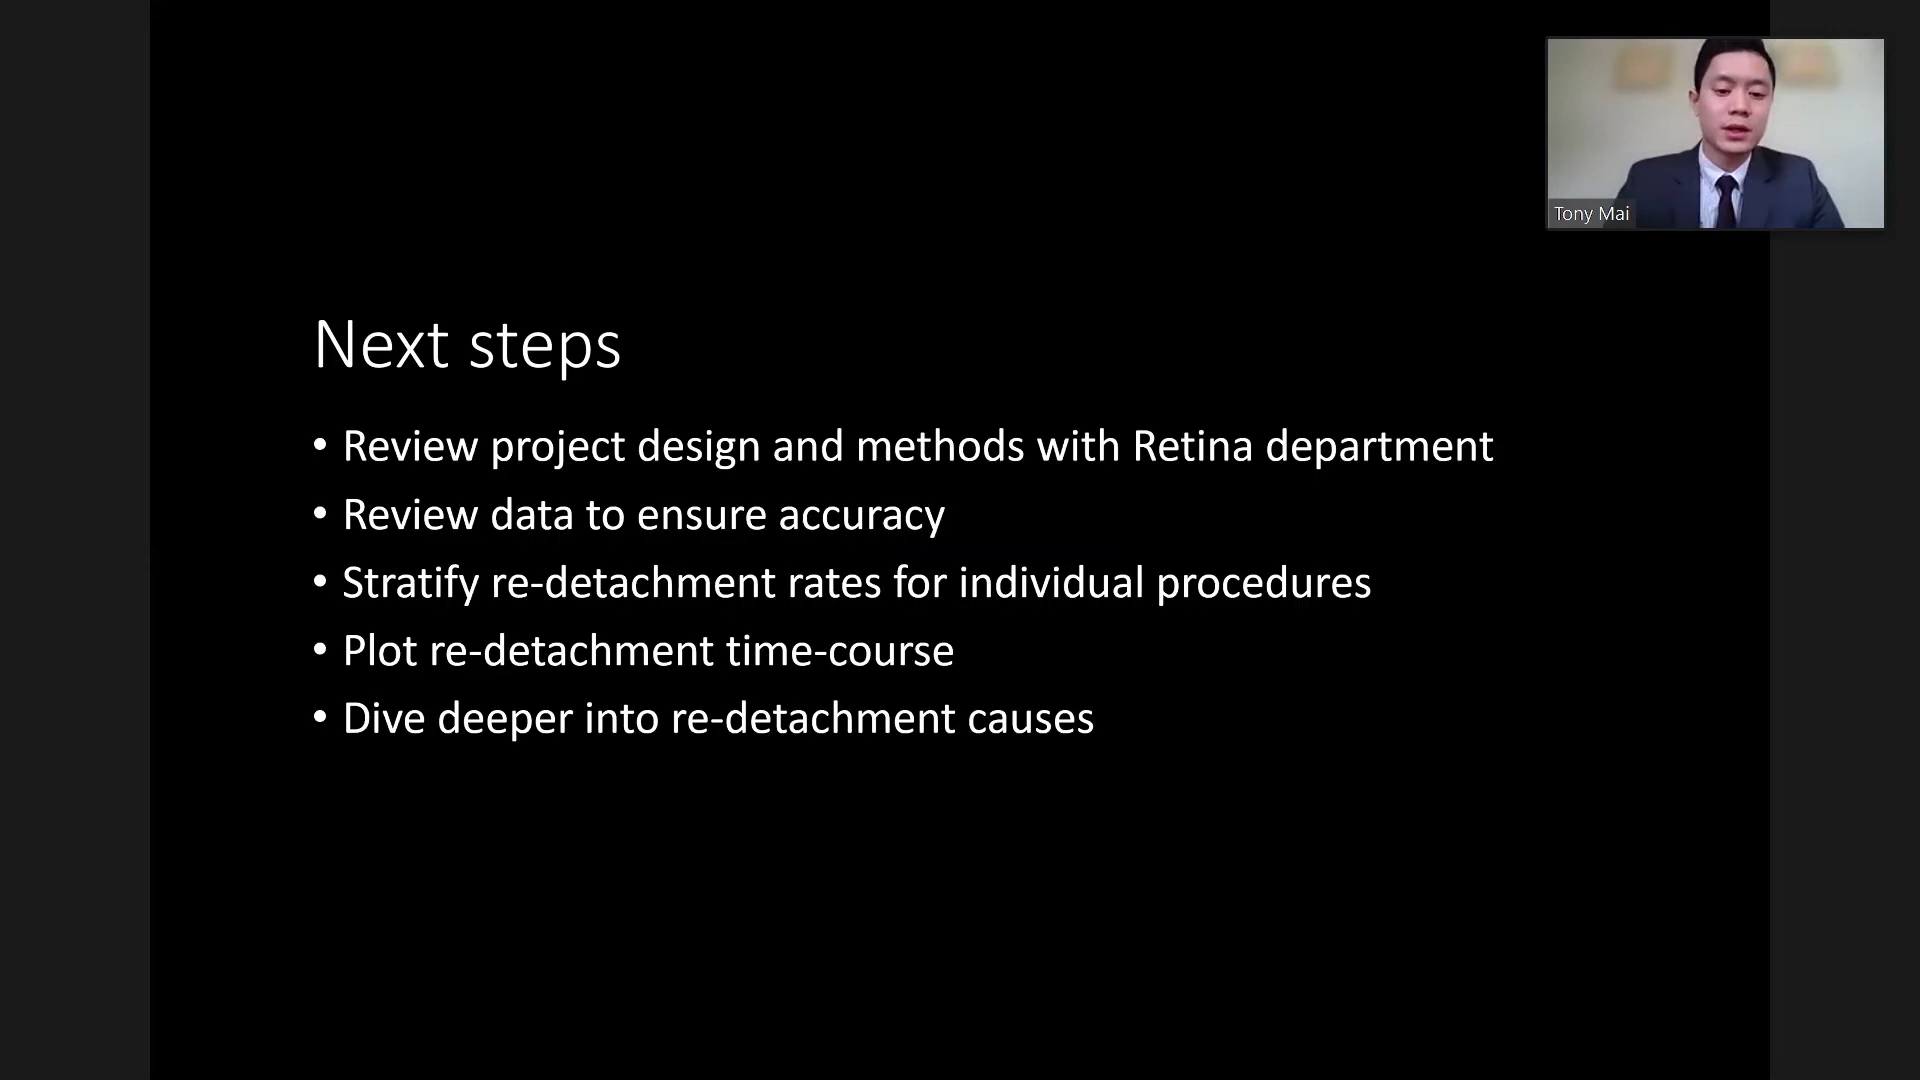 Tony Mai
Next steps
• Review project design and methods with Retina department
• Review data to ensure accuracy
• Stratify re-detachment rates for individual procedures
• Plot re-detachment time-course
• Dive deeper into re-detachment causes